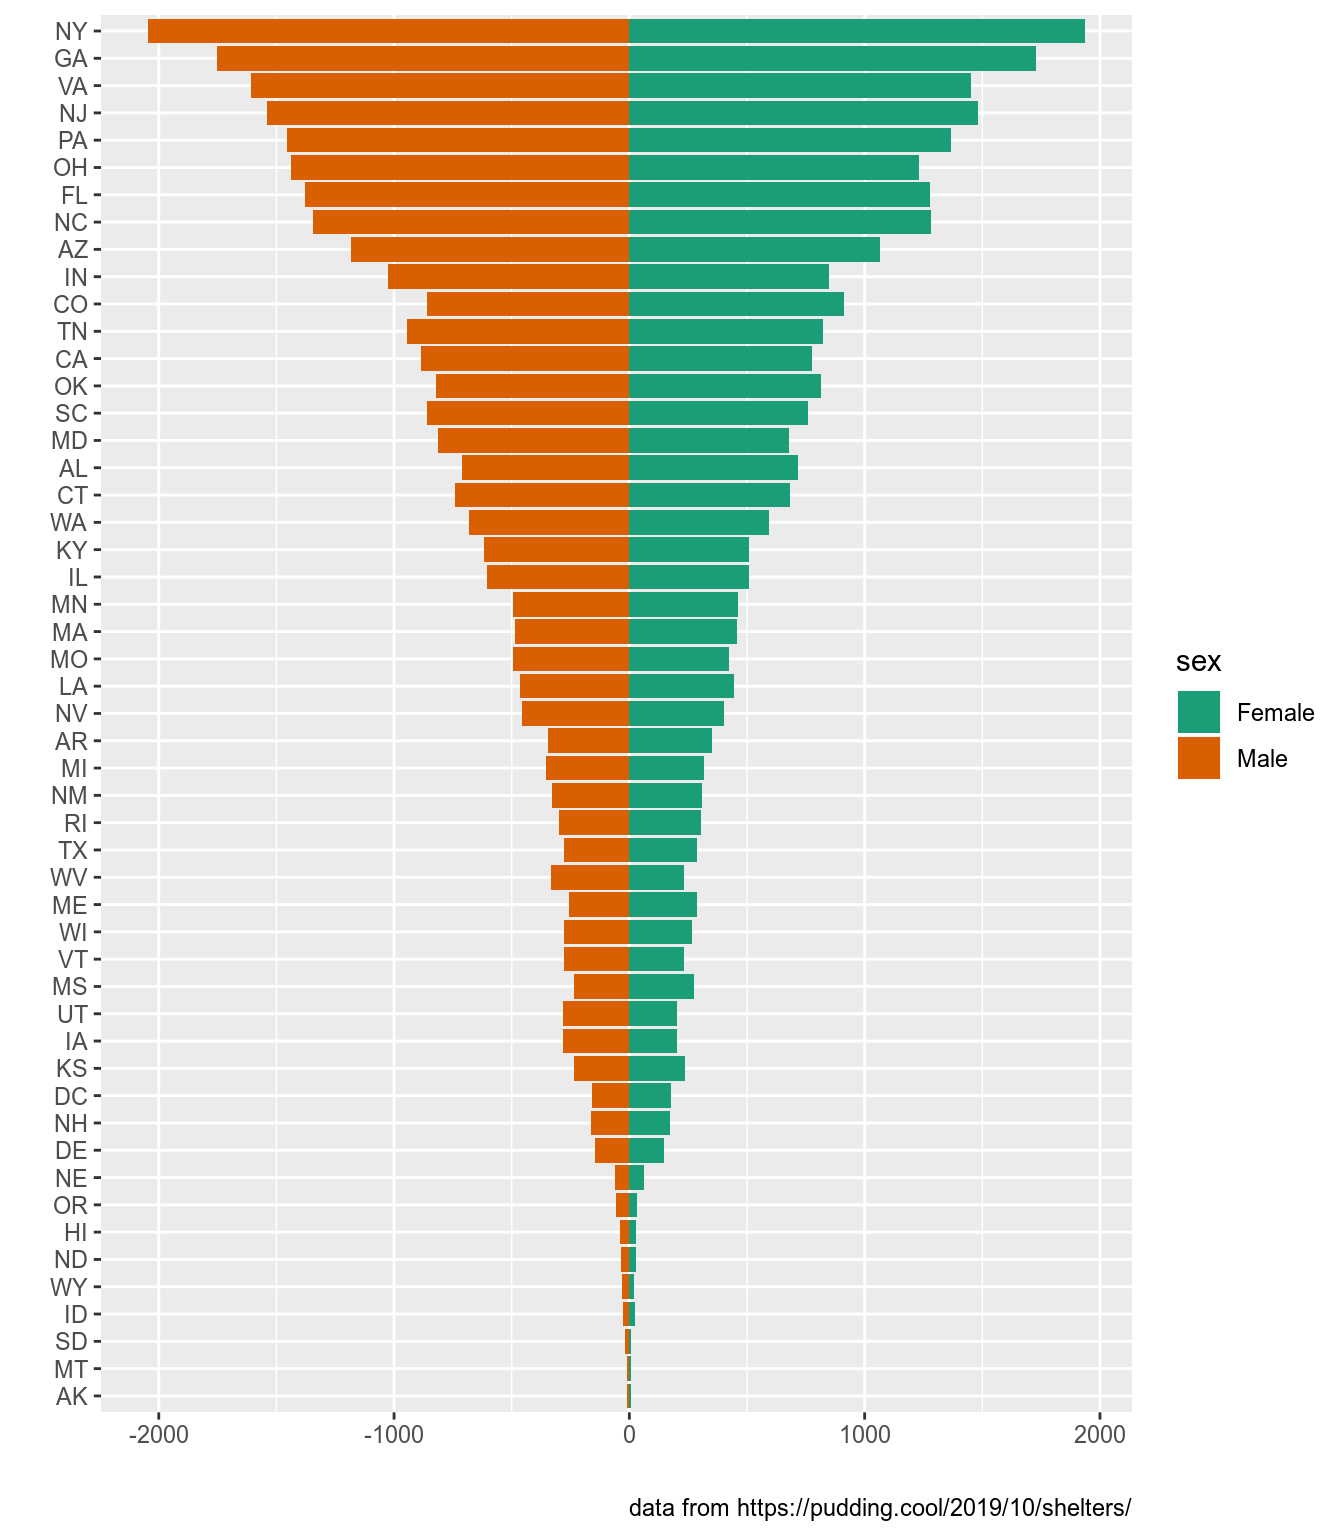 NY
GA
VA
NJ
PA
OH
FL
NC
AZ
IN
CO
TN
CA
OK
SC
MD
AL
CT
WA
KY
IL
MN
MA
MO
LA
NV
AR
MI
NM
RI
TX
WV
ME
WI
VT
MS
UT
IA
KS
DC
NH
DE
NE
OR
HI
ND
WY
ID
SD
MT
AK
-2000 -1000 0 1000 2000
sex
Female
Male
data from https://pudding.cool/2019/10/shelters/